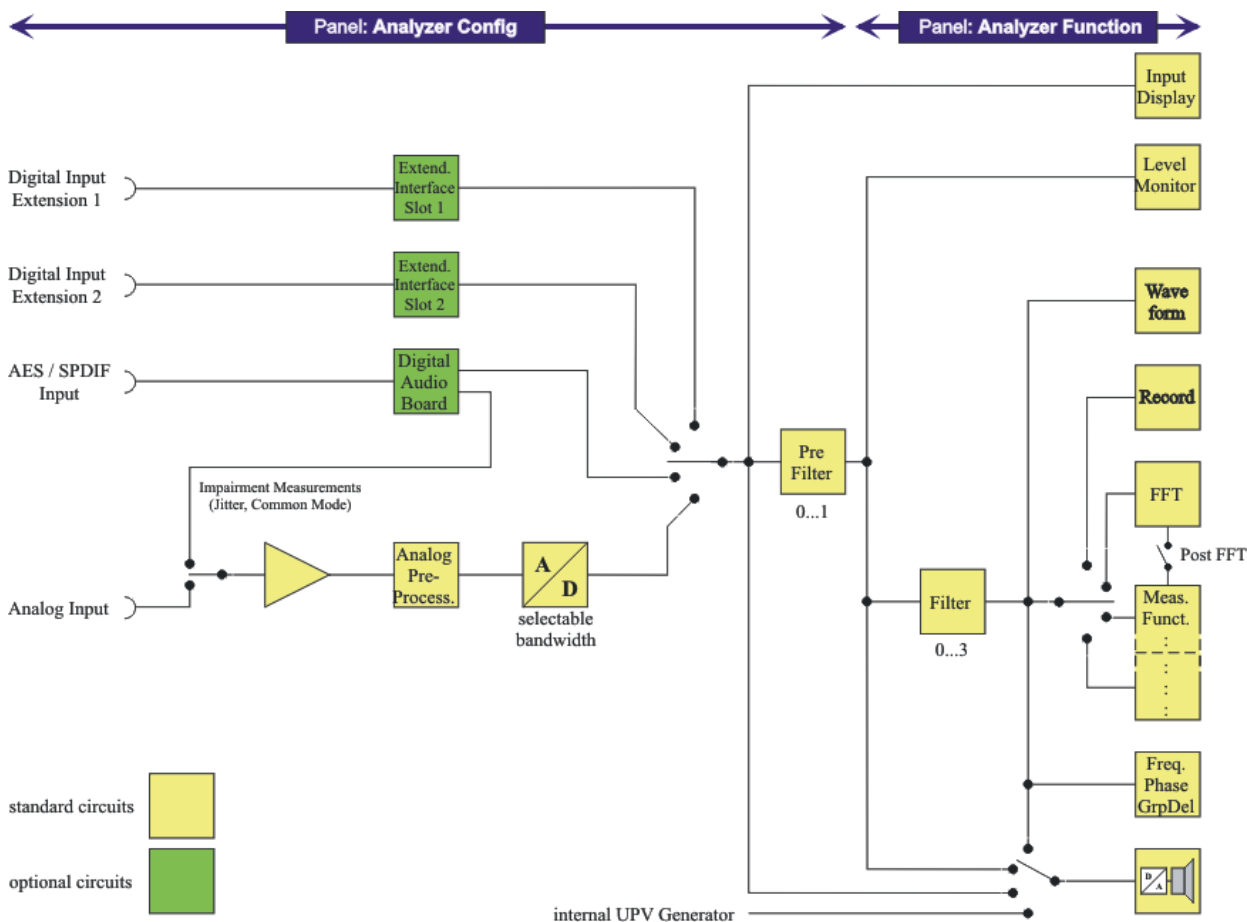 Panel: Analyzer Config
Panel: Analyzer Function
Input
Display
Level
Monitor
Digital Input
Extension 1
Extend.
Interface
Slot 1
Digital Input
Extension 2
Extend.
Interface
Slot 2
Wave
form
AES / SPDIF
Input
Digital
Audio
Board
Record
Pre
Filter
0...1
Impairment Measurements
(Jitter, Common Mode)
FFT
Post FFT
Analog Input
Analog
Pre-
Process.
A
D
selectable
bandwidth
Filter
0...3
Meas.
Funct.
:
:
:
Freq.
Phase
GrpDel
standard circuits
optional circuits
D
A
internal UPV Generator